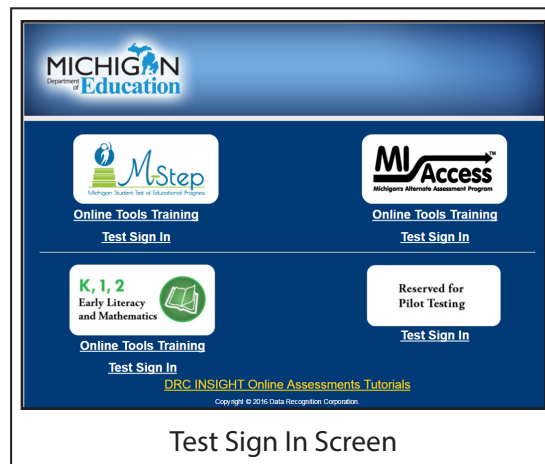 MICHIGAN
Department of Education
M-Step
Michigan Student Test of Educational Progress
Online Tools Training
Test Sign In
MI Access™
Michigan's Alternate Assessment Program
Online Tools Training
Test Sign In
K, 1, 2
Early Literacy
and Mathematics
Online Tools Training
Test Sign In
Reserved for
Pilot Testing
Test Sign In
DRC INSIGHT Online Assessments Tutorials
Copyright © 2016 Data Recognition Corporation.
Test Sign In Screen